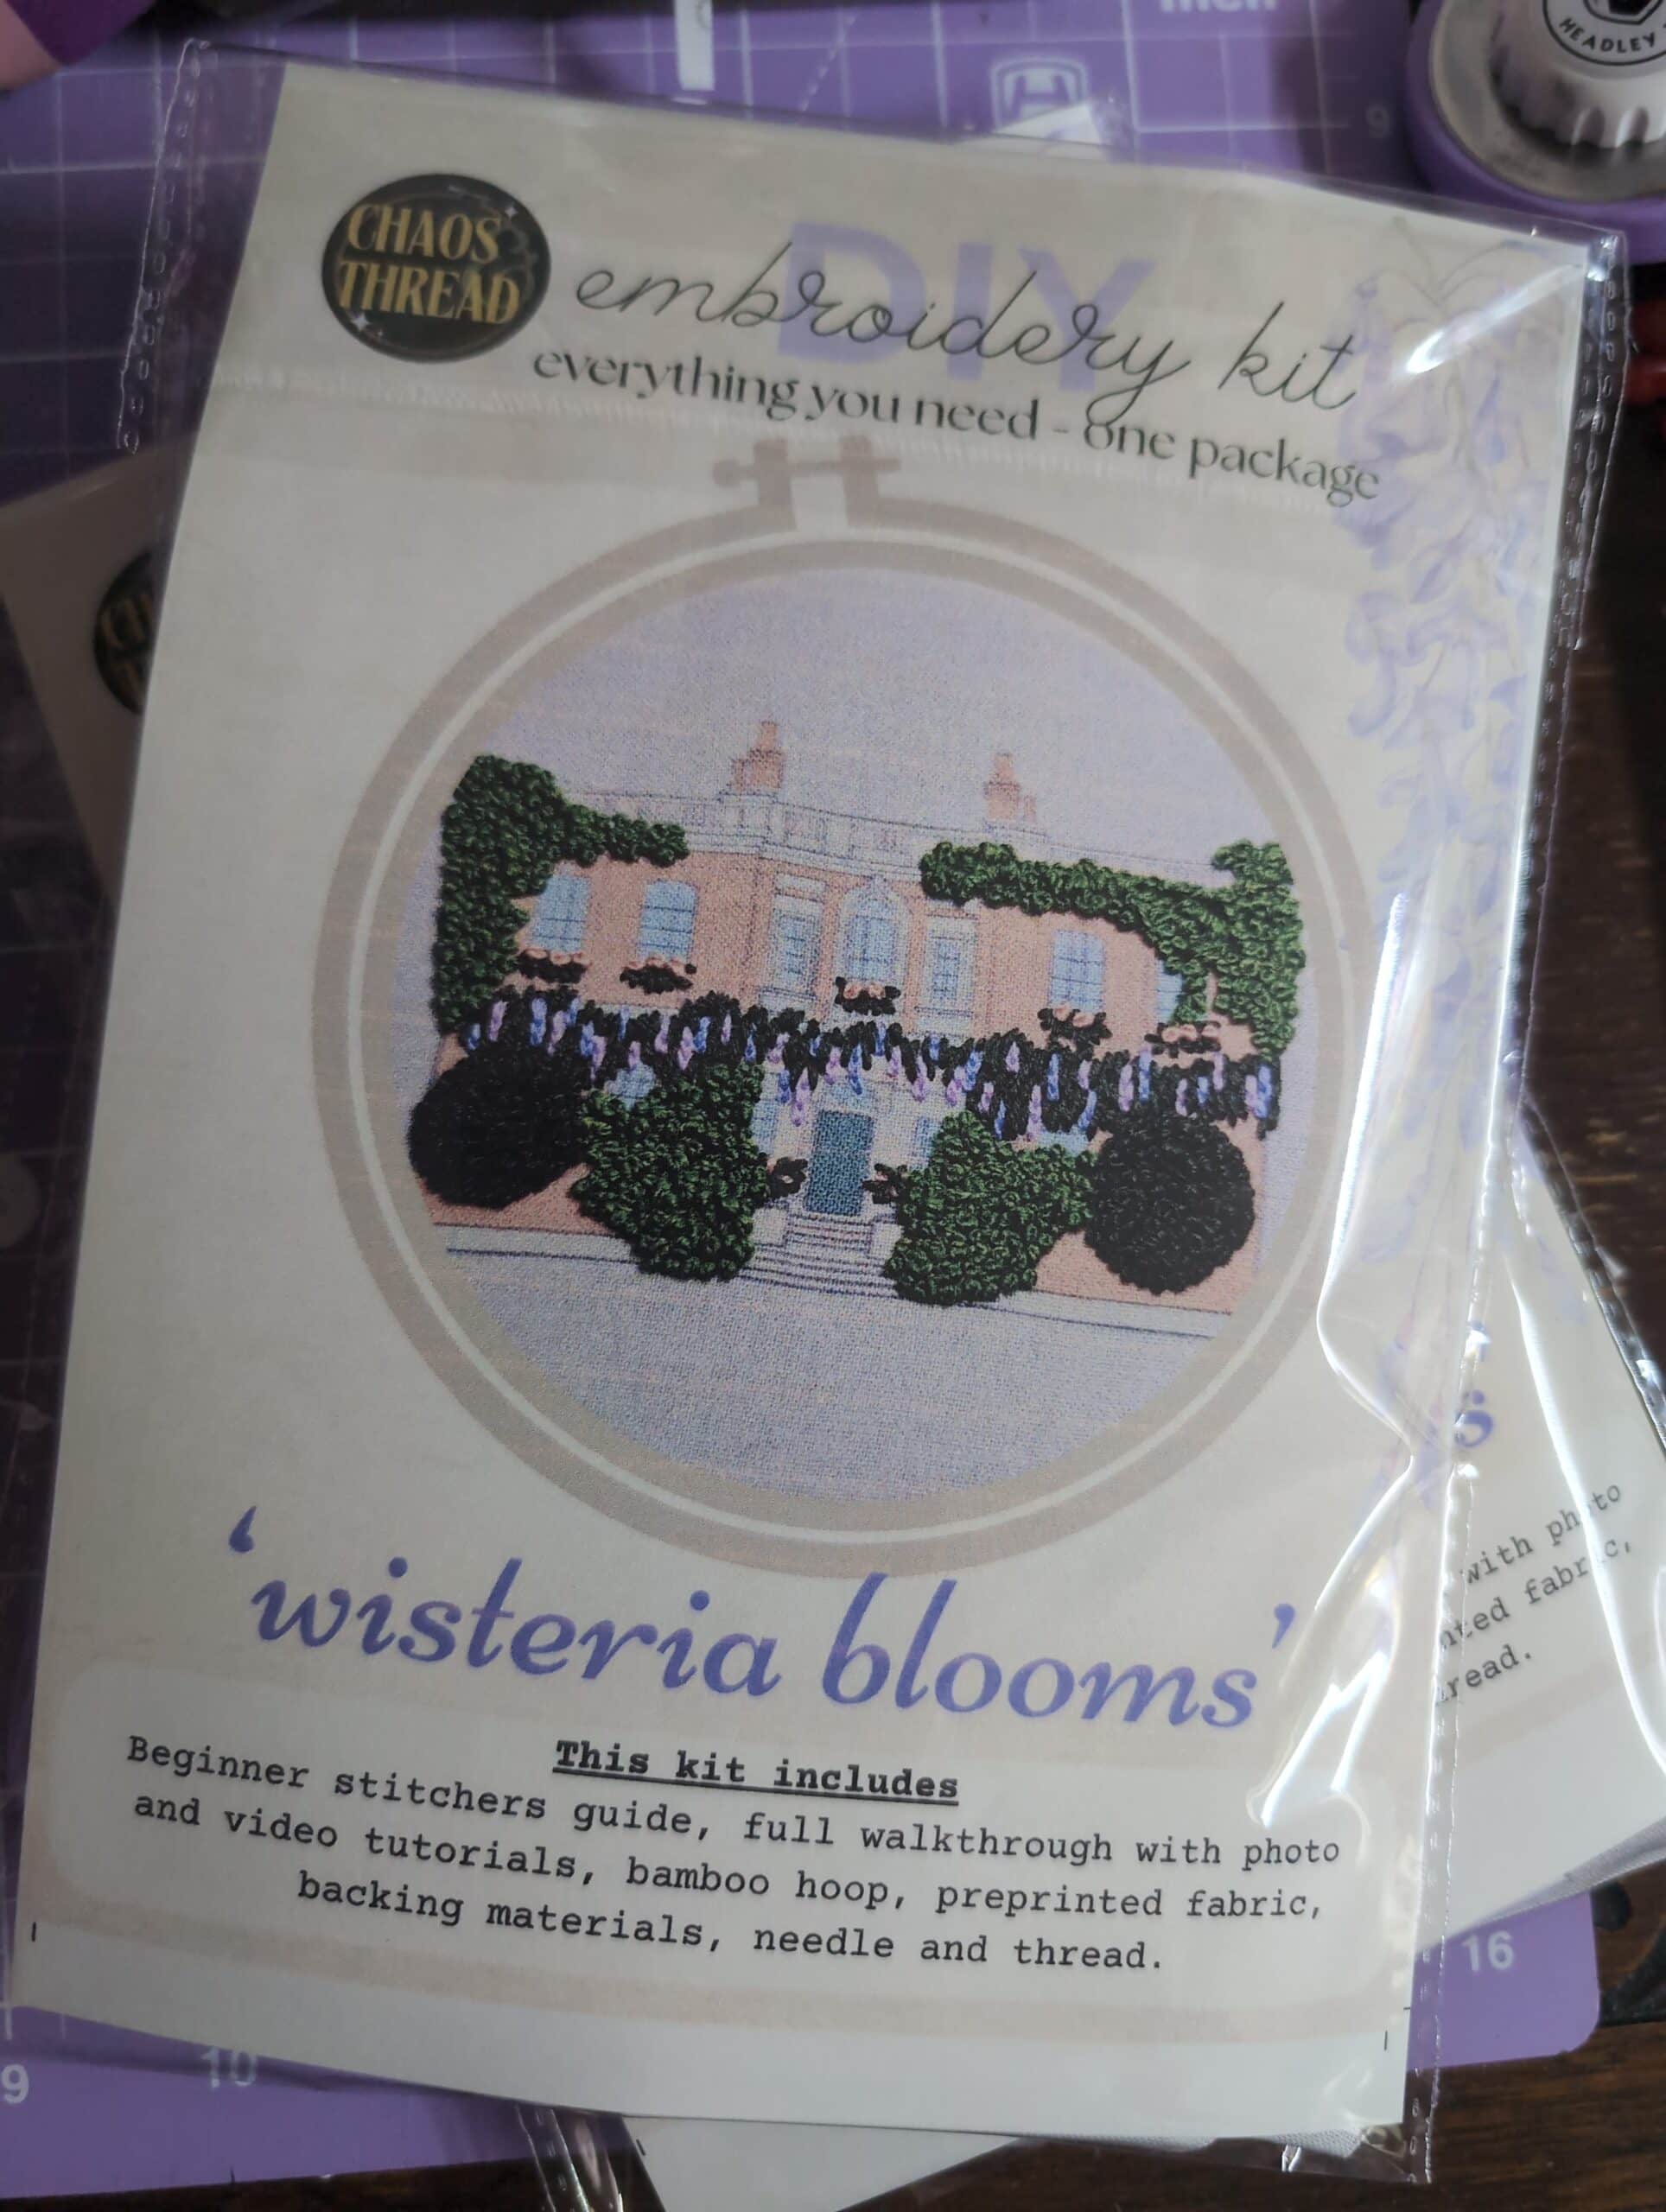 HEADLEY
9
CHAOS
THREAD
DIY
embroidery kit
everything you need - one package
'wisteria blooms'
This kit includes
Beginner stitchers guide, full walkthrough with photo
and video tutorials, bamboo hoop, preprinted fabric,
backing materials, needle and thread.
s
with photo
fabric,
16
9
10